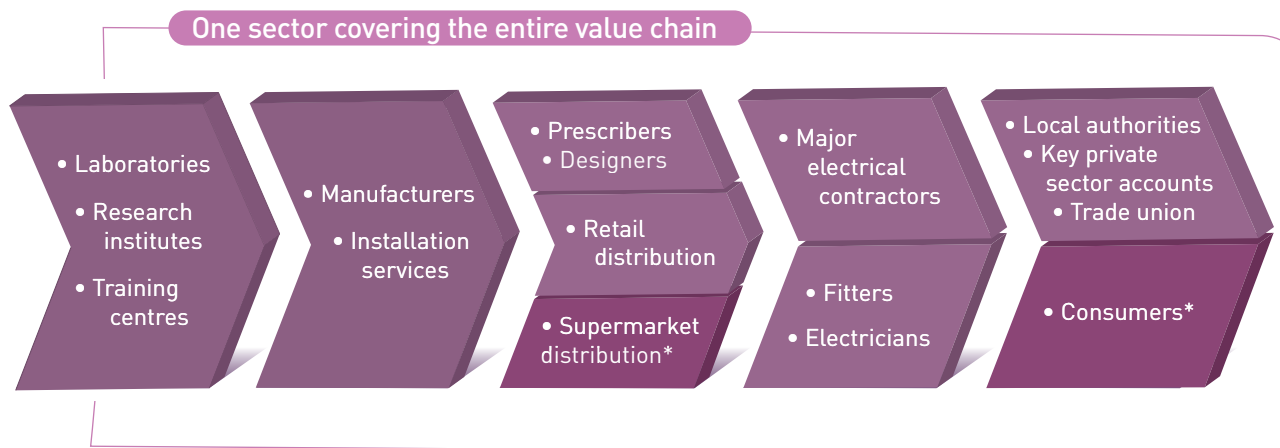 One sector covering the entire value chain
• Laboratories
• Research
institutes
• Training
centres
• Manufacturers
• Installation
services
• Prescribers
• Designers
• Retail
distribution
• Supermarket
distribution*
• Major
electrical
contractors
• Fitters
• Electricians
• Local authorities
• Key private
sector accounts
• Trade union
• Consumers*